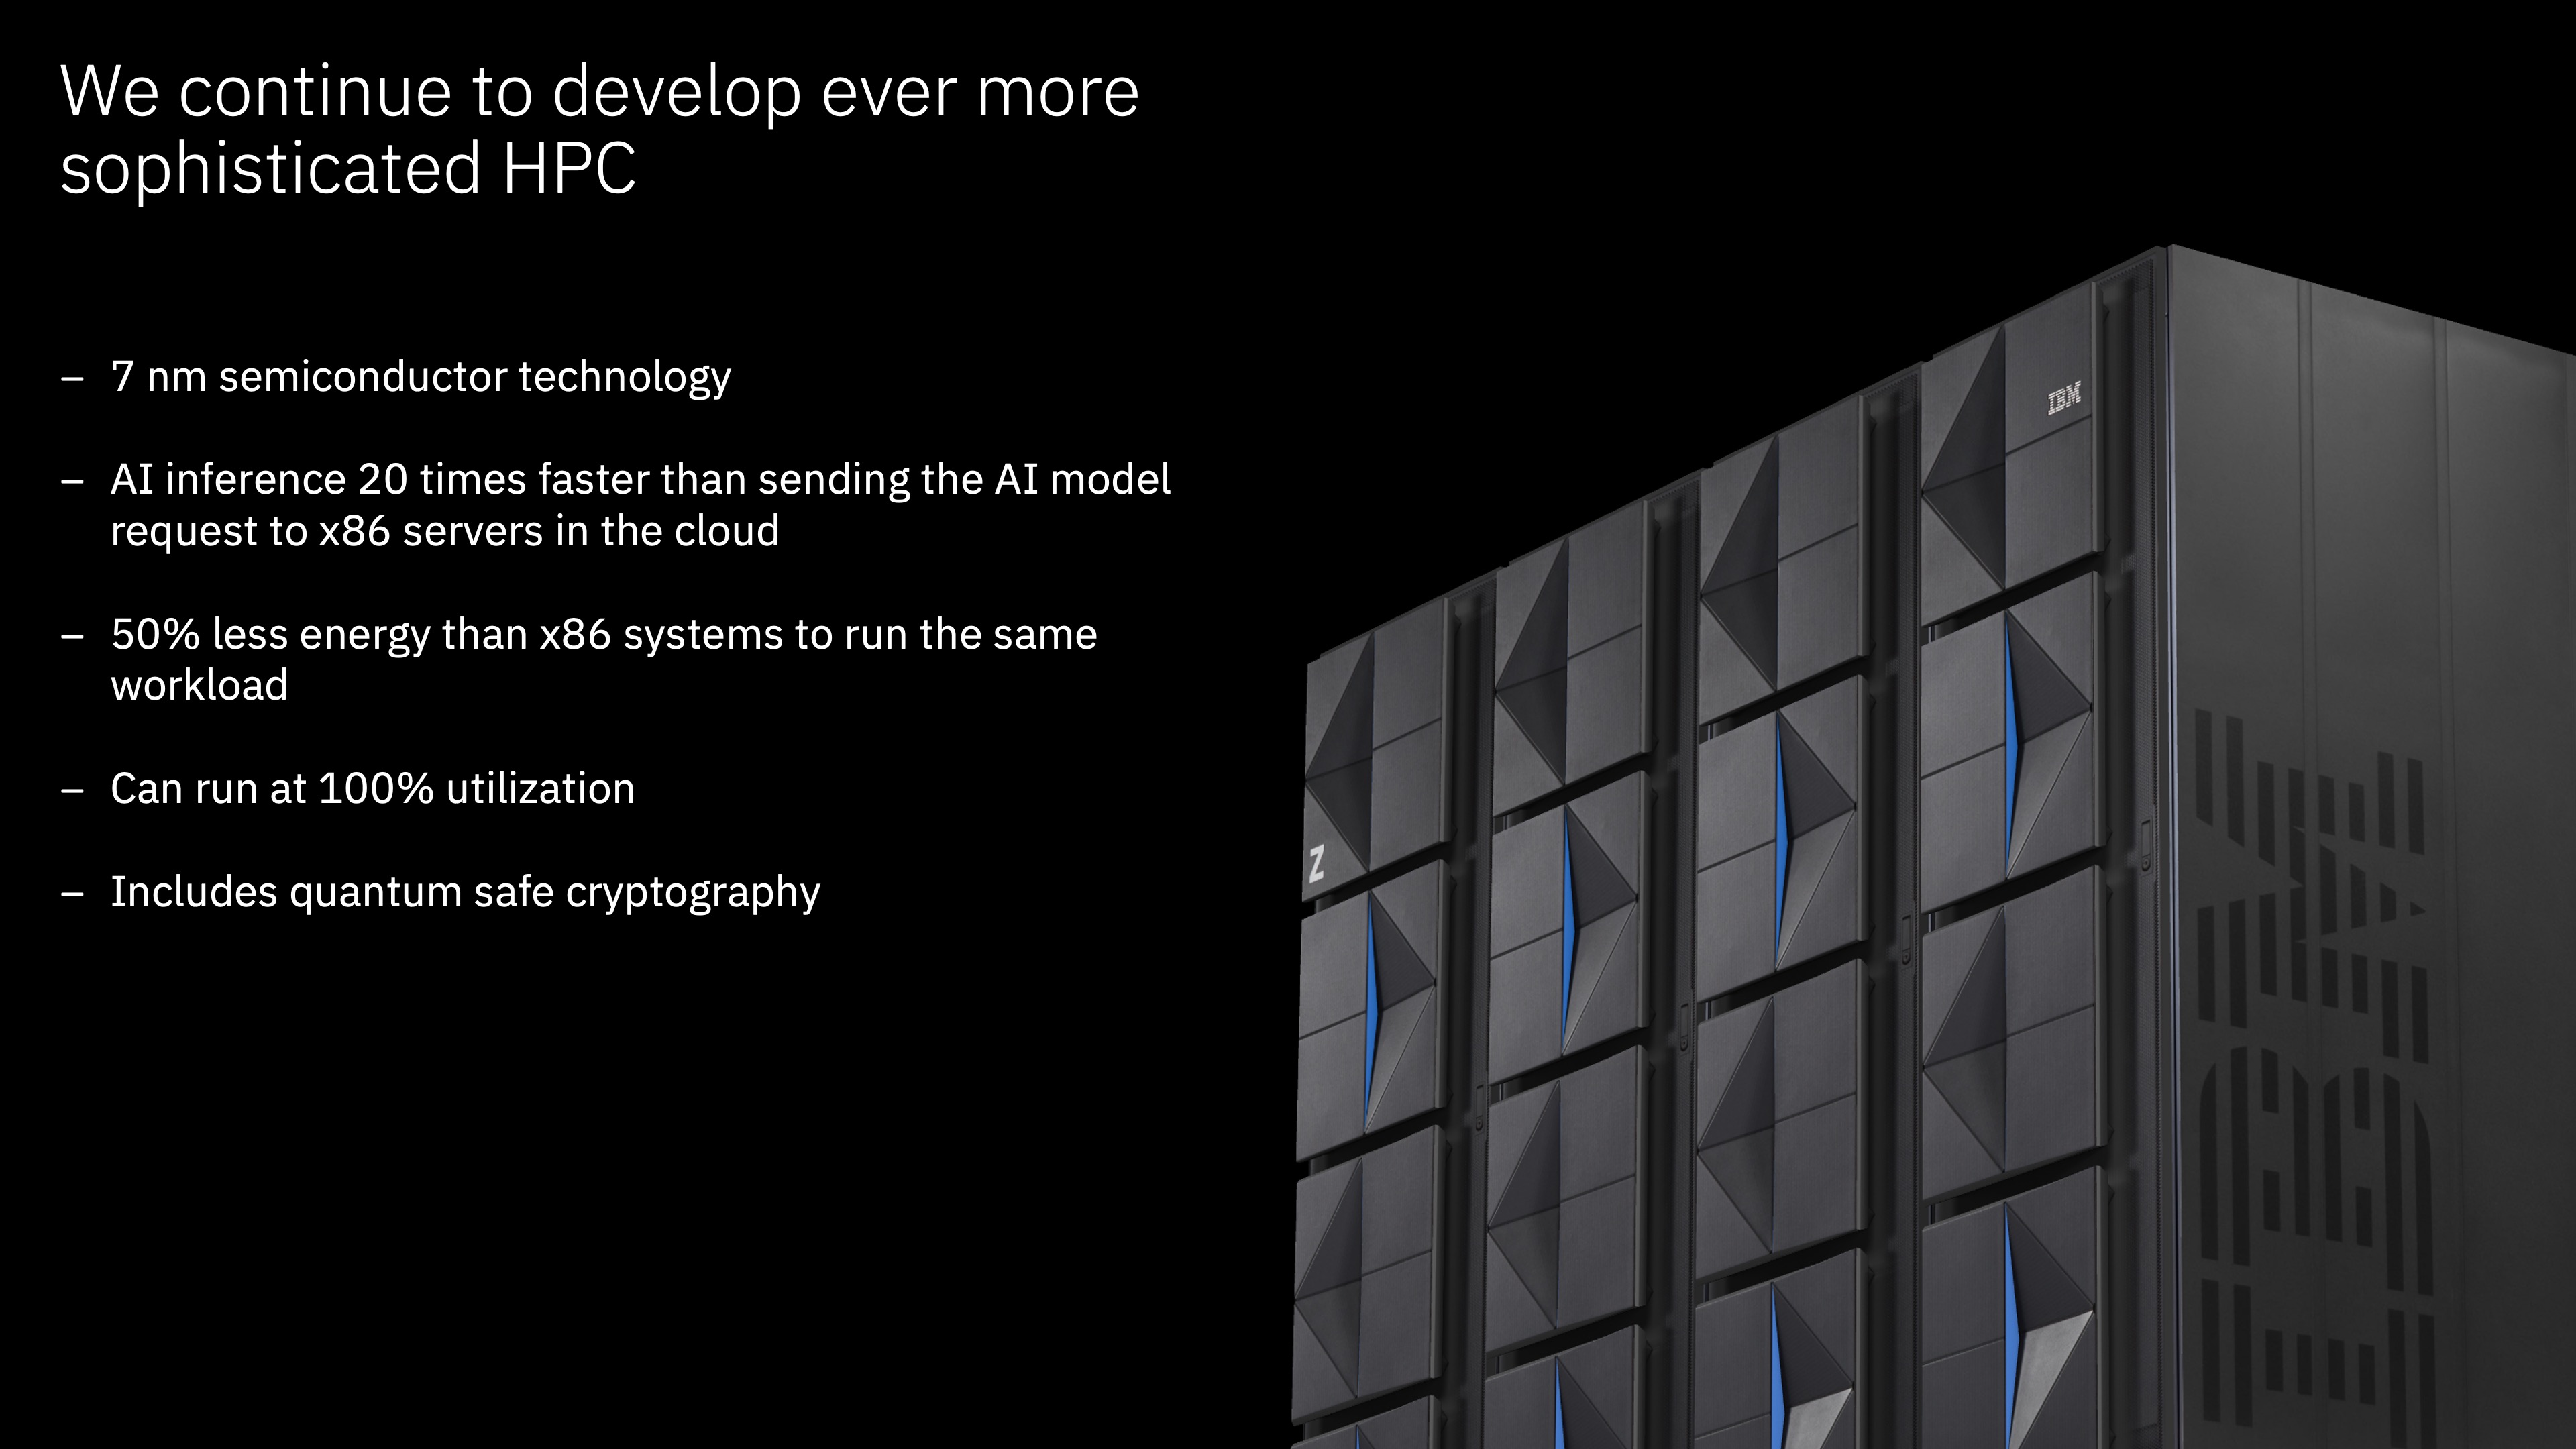 We continue to develop ever more
sophisticated HPC
– 7 nm semiconductor technology
– AI inference 20 times faster than sending the AI model
request to x86 servers in the cloud
– 50% less energy than x86 systems to run the same
workload
– Can run at 100% utilization
– Includes quantum safe cryptography
IBM
Z
IBM